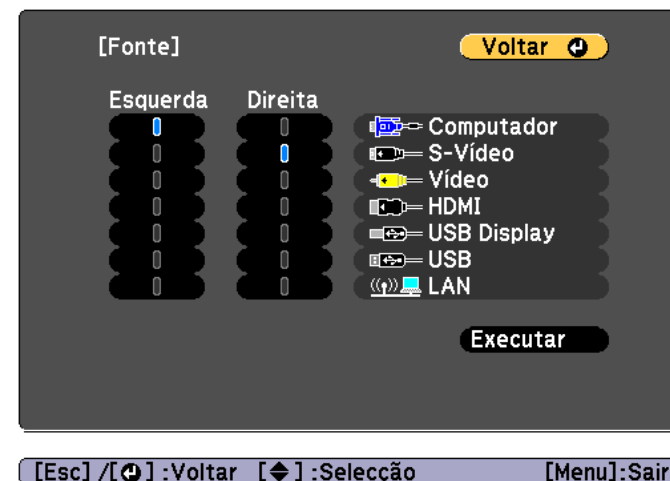 [Fonte]
Voltar
Esquerda Direita
Computador
S-Vídeo
Vídeo
HDMI
USB Display
USB
LAN
Executar
[Esc] /[ ] :Voltar [ ] :Selecção [Menu]:Sair